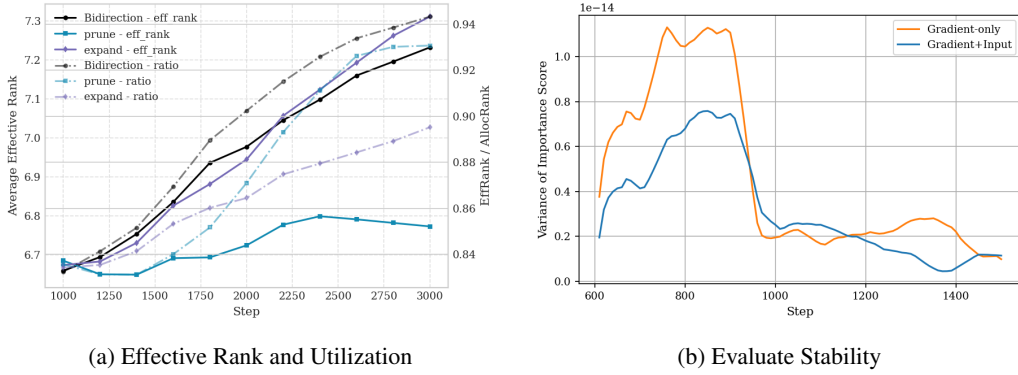 Bidirection - eff_rank
prune - eff_rank
expand - eff_rank
Bidirection - ratio
prune - ratio
expand - ratio
Average Effective Rank
7.3
7.2
7.1
7.0
6.9
6.8
6.7
EffRank / AllocRank
0.94
0.92
0.90
0.88
0.86
0.84
1000 1250 1500 1750 2000 2250 2500 2750 3000
Step
(a) Effective Rank and Utilization
1e−14
Gradient-only
Gradient+Input
Variance of Importance Score
1.0
0.8
0.6
0.4
0.2
0.0
600 800 1000 1200 1400
Step
(b) Evaluate Stability